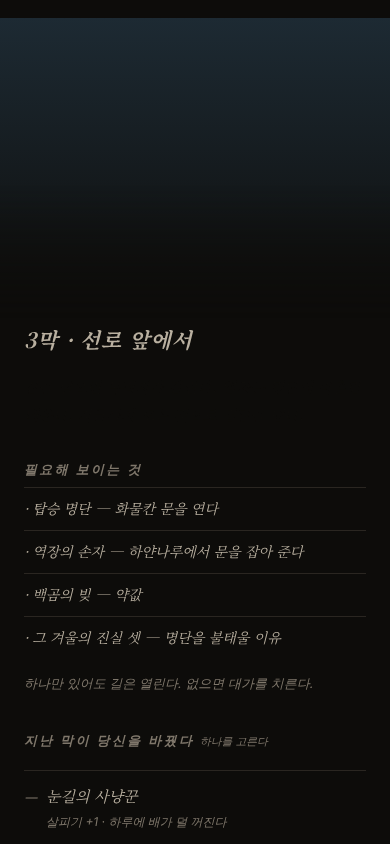 3막 · 선로 앞에서
필요해 보이는 것
· 탑승 명단 — 화물칸 문을 연다
· 역장의 손자 — 하얀나루에서 문을 잡아 준다
· 백곰의 빚 — 약값
· 그 겨울의 진실 셋 — 명단을 불태울 이유
하나만 있어도 길은 열린다. 없으면 대가를 치른다.
지난 막이 당신을 바꿨다 하나를 고른다
— 눈길의 사냥꾼
살피기 +1 · 하루에 배가 덜 꺼진다